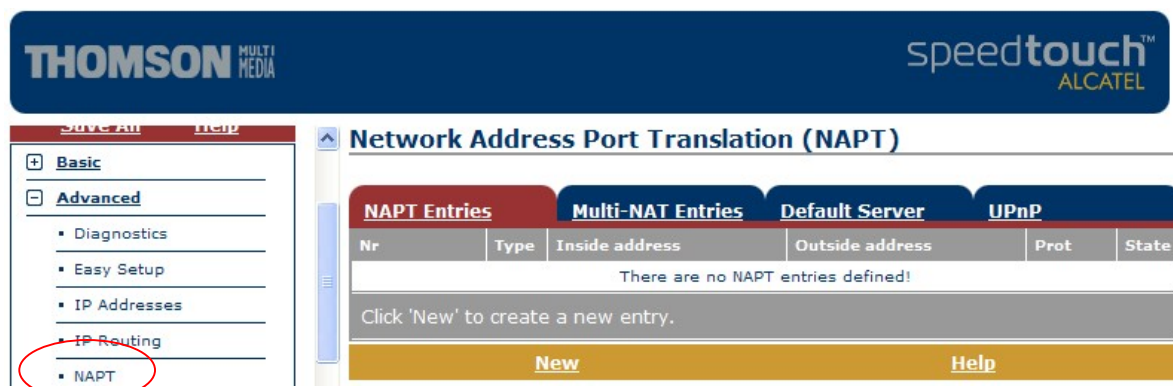 THOMSON MULTI MEDIA
speedtouch™
ALCATEL
Save All Help
Basic
Advanced
Diagnostics
Easy Setup
IP Addresses
IP Routing
NAPT
Network Address Port Translation (NAPT)
NAPT Entries Multi-NAT Entries Default Server UPnP
Nr Type Inside address Outside address Prot State
There are no NAPT entries defined!
Click 'New' to create a new entry.
New Help